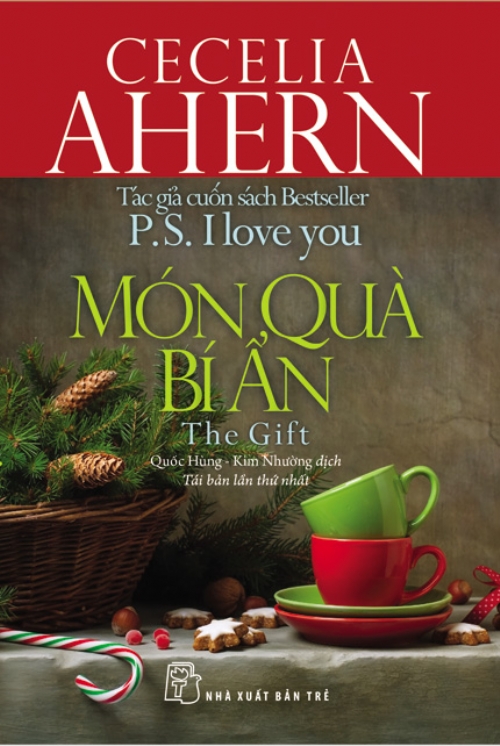 CECELIA
AHERN
Tác giả cuốn sách Bestseller
P.S. I love you
MÓN QUÀ
BÍ ẨN
The Gift
Quốc Hùng - Kim Nhường dịch
Tái bản lần thứ nhất
NHÀ XUẤT BẢN TRẺ